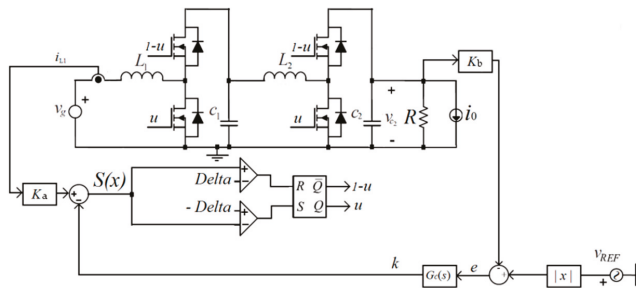 i_L1
L_1
1-u
L_2
1-u
K_b
v_g
+
u
c_1
u
c_2
+
v_c2
-
R
i_0
K_a
+
-
S(x)
Delta
+
-
- Delta
+
-
R Q̅
S Q
1-u
u
k
G_c(s)
e
-
+
| x |
v_REF
+